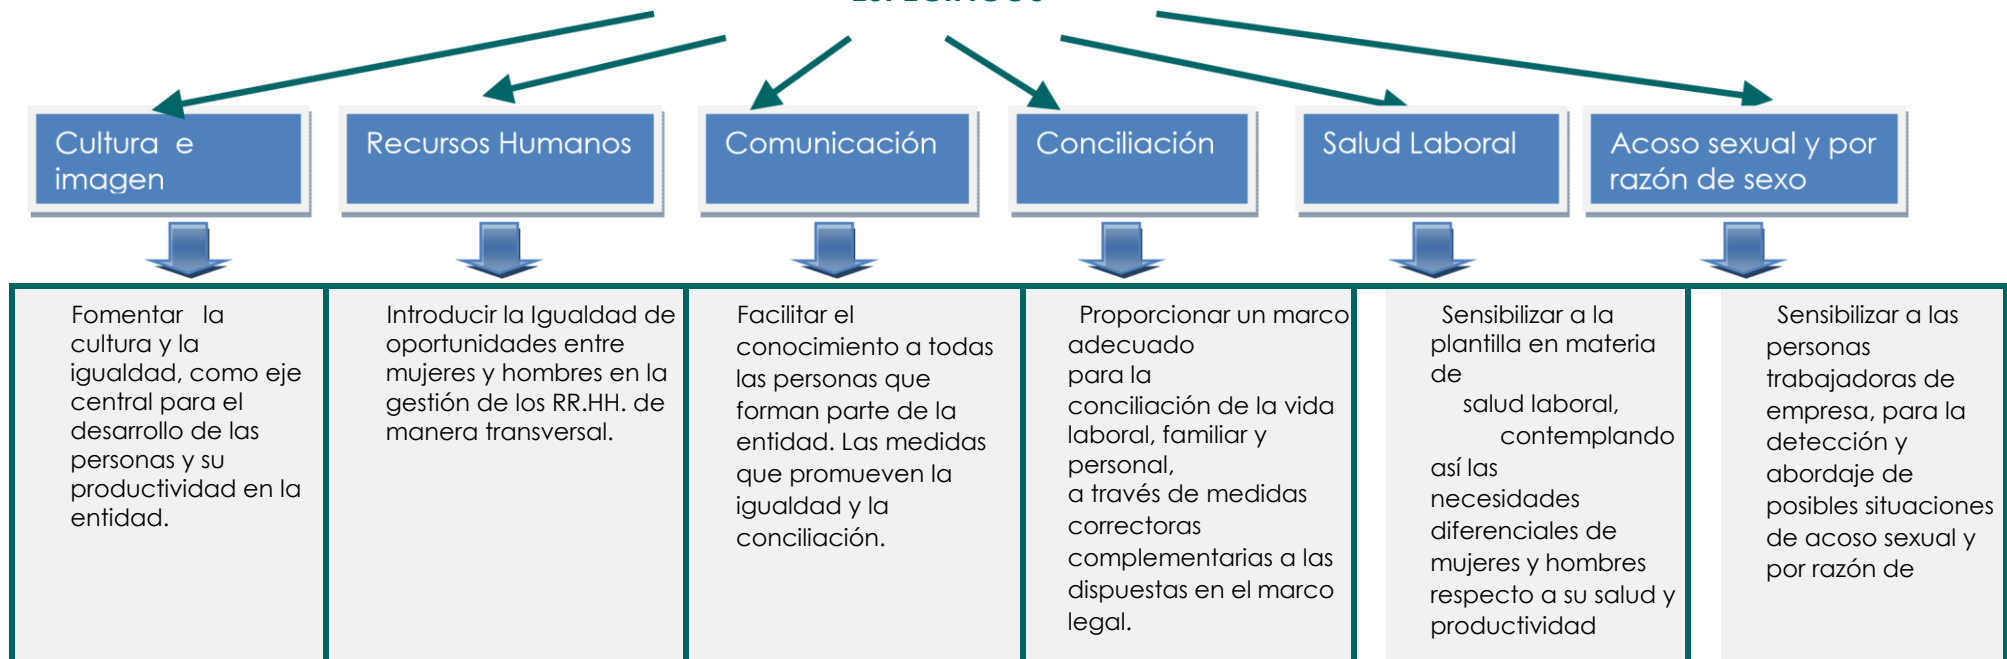 ESPECÍFICOS
Cultura e
imagen
Recursos Humanos
Comunicación
Conciliación
Salud Laboral
Acoso sexual y por
razón de sexo
Fomentar la
cultura y la
igualdad, como eje
central para el
desarrollo de las
personas y su
productividad en la
entidad.
Introducir la Igualdad de
oportunidades entre
mujeres y hombres en la
gestión de los RR.HH. de
manera transversal.
Facilitar el
conocimiento a todas
las personas que
forman parte de la
entidad. Las medidas
que promueven la
igualdad y la
conciliación.
Proporcionar un marco
adecuado
para la
conciliación de la vida
laboral, familiar y
personal,
a través de medidas
correctoras
complementarias a las
dispuestas en el marco
legal.
Sensibilizar a la
plantilla en materia
de
salud laboral,
contemplando
así las
necesidades
diferenciales de
mujeres y hombres
respecto a su salud y
productividad
Sensibilizar a las
personas
trabajadoras de
empresa, para la
detección y
abordaje de
posibles situaciones
de acoso sexual y
por razón de